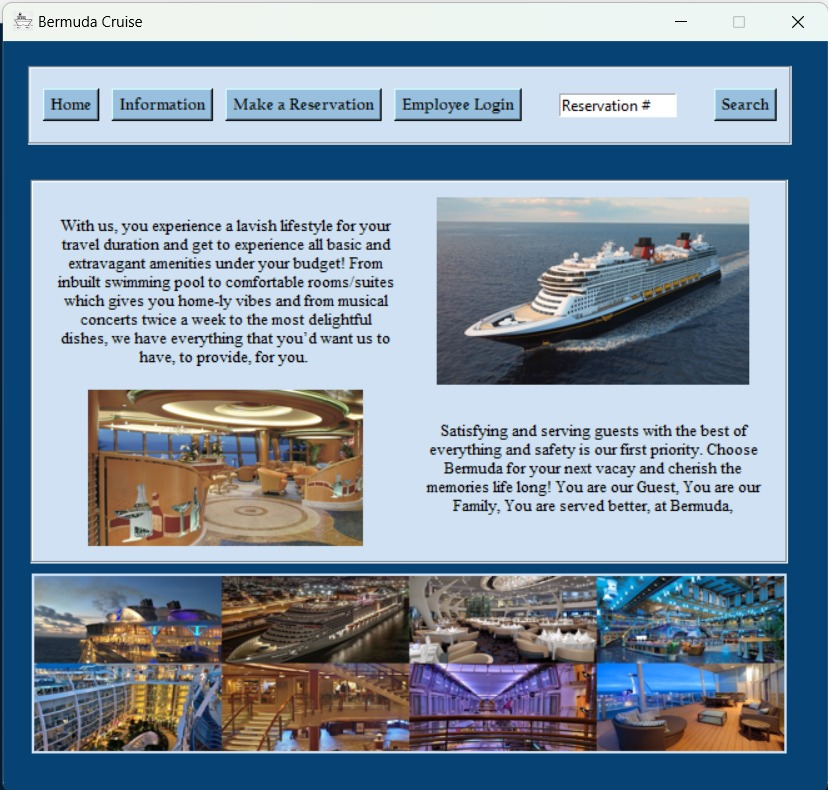 Bermuda Cruise
Home Information Make a Reservation Employee Login Reservation # Search
With us, you experience a lavish lifestyle for your
travel duration and get to experience all basic and
extravagant amenities under your budget! From
inbuilt swimming pool to comfortable rooms/suites
which gives you home-ly vibes and from musical
concerts twice a week to the most delightful
dishes, we have everything that you'd want us to
have, to provide, for you.
Satisfying and serving guests with the best of
everything and safety is our first priority. Choose
Bermuda for your next vacay and cherish the
memories life long! You are our Guest, You are our
Family, You are served better, at Bermuda,